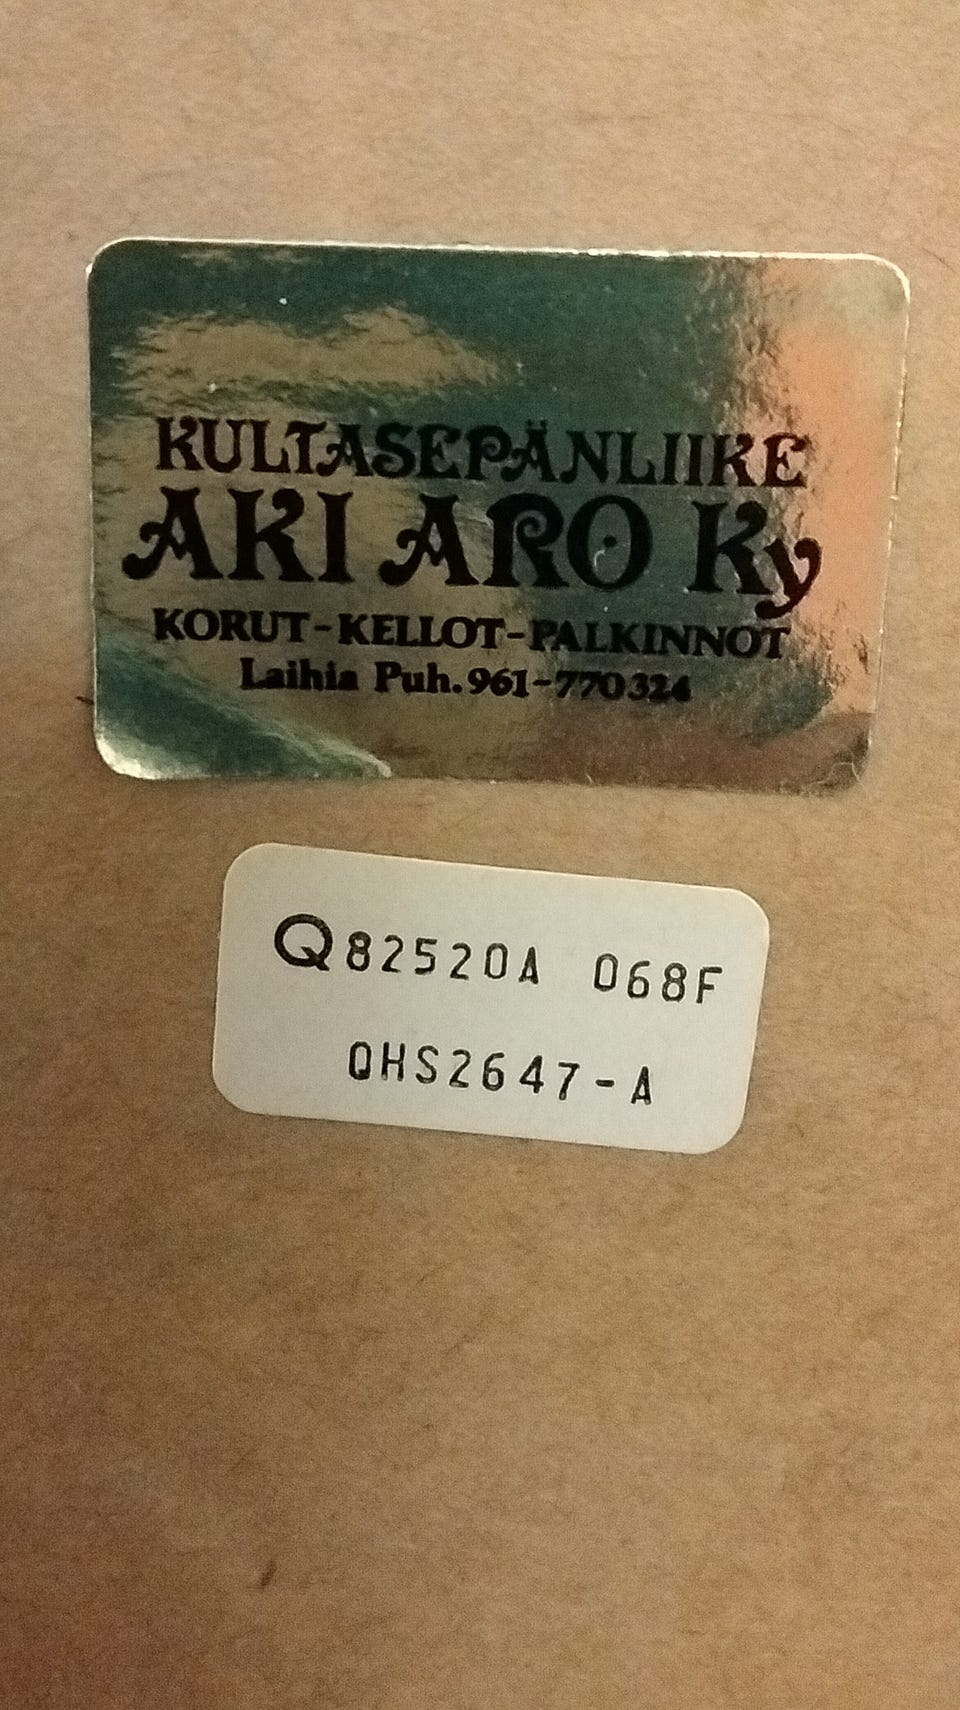 KULTASEPÄNLIIKE
AKI ARO Ky
KORUT-KELLOT-PALKINNOT
Laihia Puh. 961-770324
Q82520A 068F
QHS2647-A